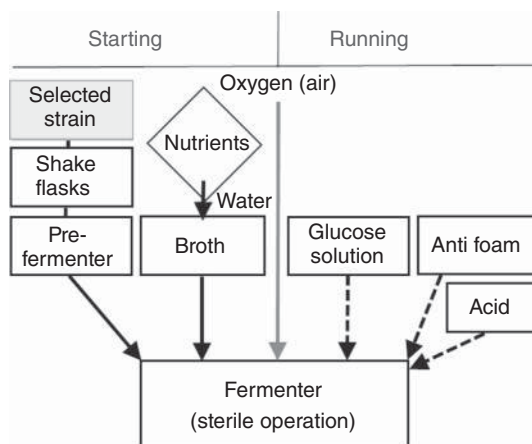 Starting
Running
Oxygen (air)
Selected
strain
Nutrients
Shake
flasks
Water
Pre-
fermenter
Broth
Glucose
solution
Anti foam
Acid
Fermenter
(sterile operation)